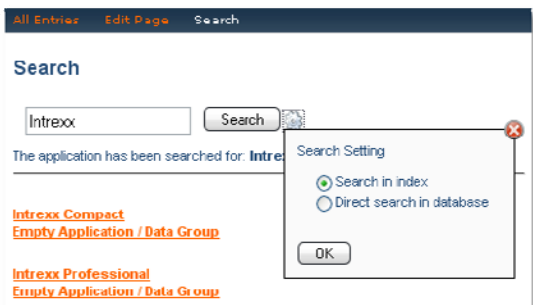 All Entries Edit Page Search
Search
Intrexx Search
The application has been searched for: Intre
Search Setting
Search in index
Direct search in database
OK
Intrexx Compact
Empty Application / Data Group
Intrexx Professional
Empty Application / Data Group